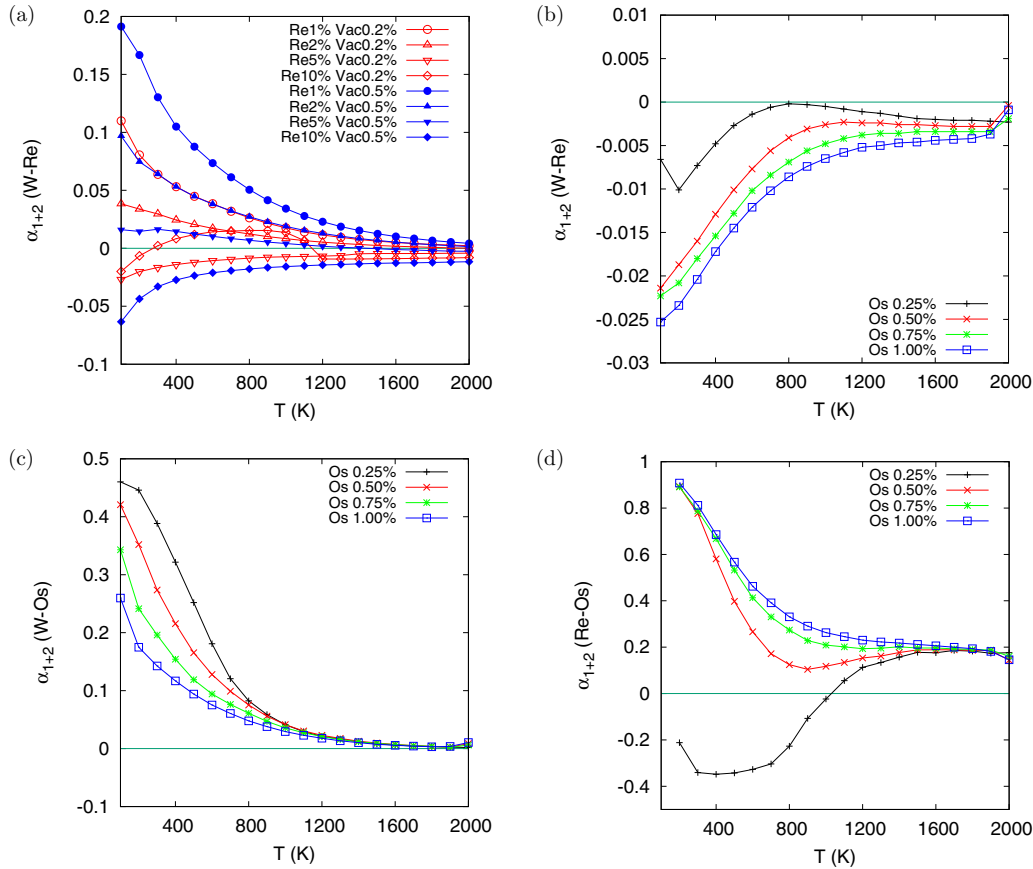 (a)
0.2
0.15
0.1
0.05
0
-0.05
-0.1
α1+2 (W-Re)
400 800 1200 1600 2000
T (K)
Re1% Vac0.2%
Re2% Vac0.2%
Re5% Vac0.2%
Re10% Vac0.2%
Re1% Vac0.5%
Re2% Vac0.5%
Re5% Vac0.5%
Re10% Vac0.5%
(b)
0.01
0.005
0
-0.005
-0.01
-0.02
-0.02
-0.025
-0.03
α1+2 (W-Re)
400 800 1200 1600 2000
T (K)
Os 0.25%
Os 0.50%
Os 0.75%
Os 1.00%
(c)
0.5
0.4
0.3
0.2
0.1
0
-0.1
α1+2 (W-Os)
400 800 1200 1600 2000
T (K)
Os 0.25%
Os 0.50%
Os 0.75%
Os 1.00%
(d)
1
0.8
0.6
0.4
0.2
0
-0.2
-0.4
α1+2 (Re-Os)
400 800 1200 1600 2000
T (K)
Os 0.25%
Os 0.50%
Os 0.75%
Os 1.00%